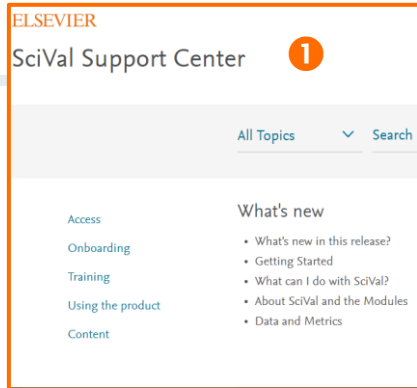 ELSEVIER
SciVal Support Center
1
All Topics Search
Access
Onboarding
Training
Using the product
Content
What's new
• What's new in this release?
• Getting Started
• What can I do with SciVal?
• About SciVal and the Modules
• Data and Metrics